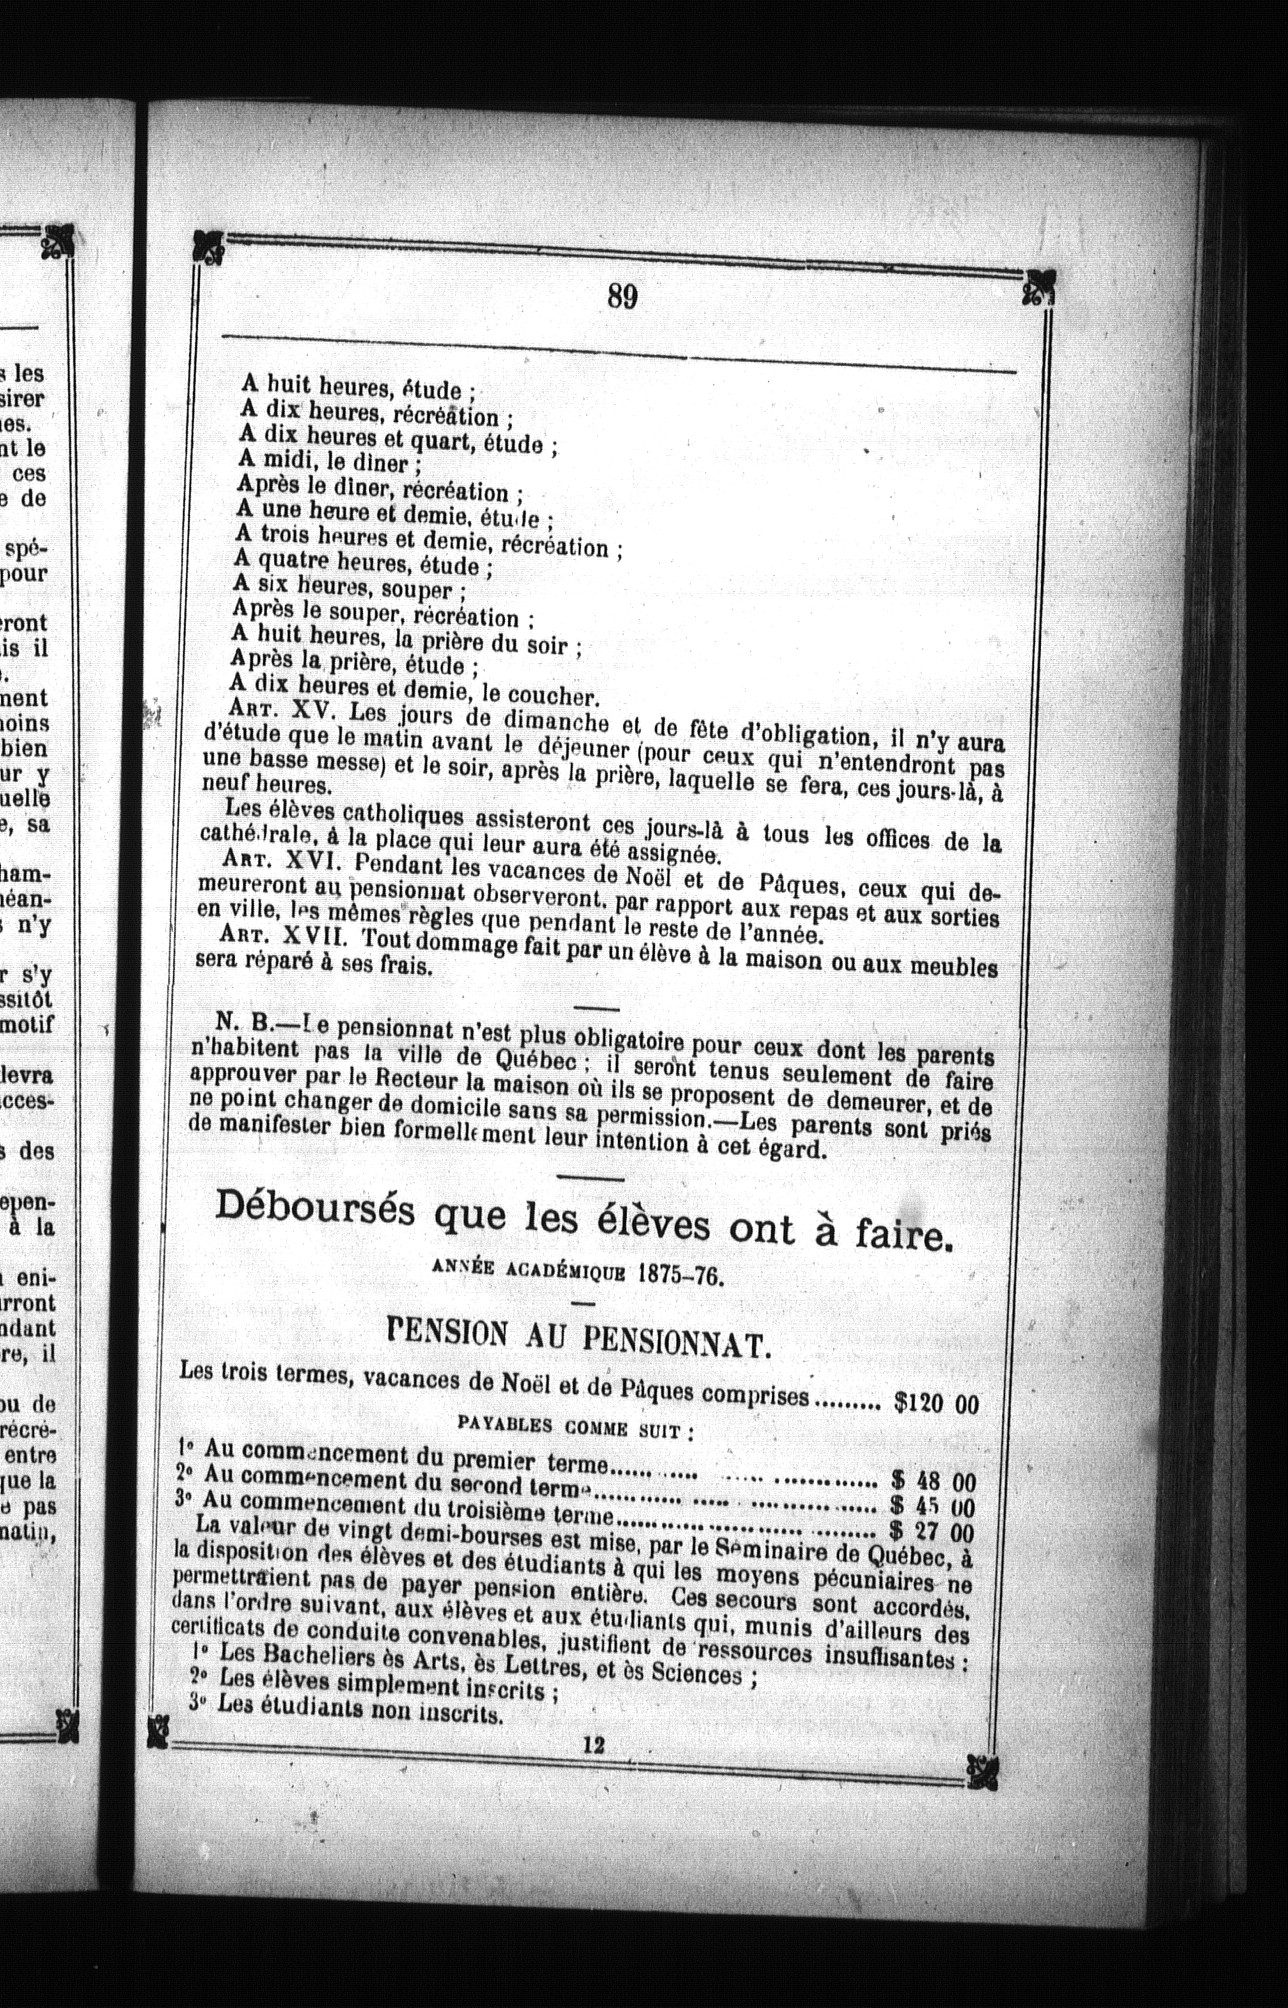 89
A huit heures, étude ;
A dix heures, récréation ;
A dix heures et quart, étude ;
A midi, le dîner ;
Après le dîner, récréation ;
A une heure et demie, étude ;
A trois heures et demie, récréation ;
A quatre heures, étude ;
A six heures, souper ;
Après le souper, récréation ;
A huit heures, la prière du soir ;
Après la prière, étude ;
A dix heures et demie, le coucher.
ART. XV. Les jours de dimanche et de fête d'obligation, il n'y aura
d'étude que le matin avant le déjeuner (pour ceux qui n'entendront pas
une basse messe) et le soir, après la prière, laquelle se fera, ces jours-là, à
neuf heures.
Les élèves catholiques assisteront ces jours-là à tous les offices de la
cathédrale, à la place qui leur aura été assignée.
ART. XVI. Pendant les vacances de Noël et de Pâques, ceux qui de-
meureront au pensionnat observeront, par rapport aux repas et aux sorties
en ville, les mêmes règles que pendant le reste de l'année.
ART. XVII. Tout dommage fait par un élève à la maison ou aux meubles
sera réparé à ses frais.
N. B.—Le pensionnat n'est plus obligatoire pour ceux dont les parents
n'habitent pas la ville de Québec ; il seront tenus seulement de faire
approuver par le Recteur la maison où ils se proposent de demeurer, et de
ne point changer de domicile sans sa permission.—Les parents sont priés
de manifester bien formellement leur intention à cet égard.
Déboursés que les élèves ont à faire.
ANNÉE ACADÉMIQUE 1875-76.
PENSION AU PENSIONNAT.
Les trois termes, vacances de Noël et de Pâques comprises......... $120 00
PAYABLES COMME SUIT :
1º Au commencement du premier terme...... ...... ...... ............. $ 48 00
2º Au commencement du second terme............. ..... ................. $ 45 00
3º Au commencement du troisième terme............................ ......... $ 27 00
La valeur de vingt demi-bourses est mise, par le Séminaire de Québec, à
la disposition des élèves et des étudiants à qui les moyens pécuniaires ne
permettraient pas de payer pension entière. Ces secours sont accordés,
dans l'ordre suivant, aux élèves et aux étudiants qui, munis d'ailleurs des
certificats de conduite convenables, justifient de ressources insuffisantes :
1º Les Bacheliers ès Arts, ès Lettres, et ès Sciences ;
2º Les élèves simplement inscrits ;
3º Les étudiants non inscrits.
12